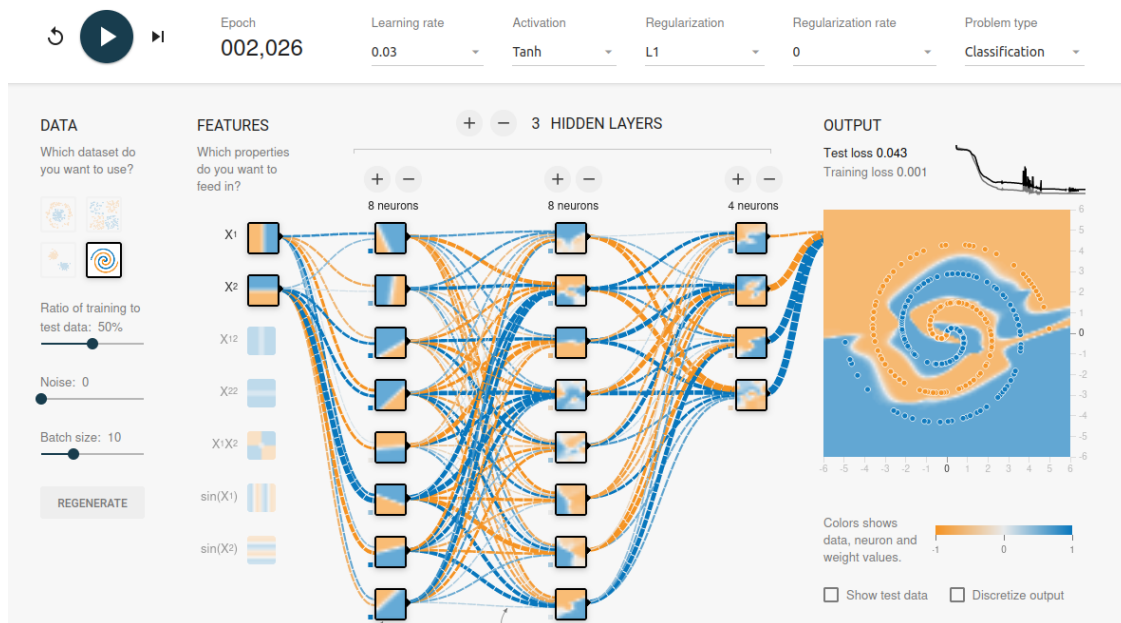 Epoch
002,026
Learning rate
0.03
Activation
Tanh
Regularization
L1
Regularization rate
0
Problem type
Classification
DATA
Which dataset do
you want to use?
Ratio of training to
test data: 50%
Noise: 0
Batch size: 10
REGENERATE
FEATURES
Which properties
do you want to
feed in?
X1
X2
X12
X22
X1X2
sin(X1)
sin(X2)
+ − 3 HIDDEN LAYERS
+ −
8 neurons
+ −
8 neurons
+ −
4 neurons
OUTPUT
Test loss 0.043
Training loss 0.001
6
5
4
3
2
1
0
-1
-2
-3
-4
-5
-6
-6 -5 -4 -3 -2 -1 0 1 2 3 4 5 6
Colors shows
data, neuron and
weight values.
-1 0 1
Show test data
Discretize output